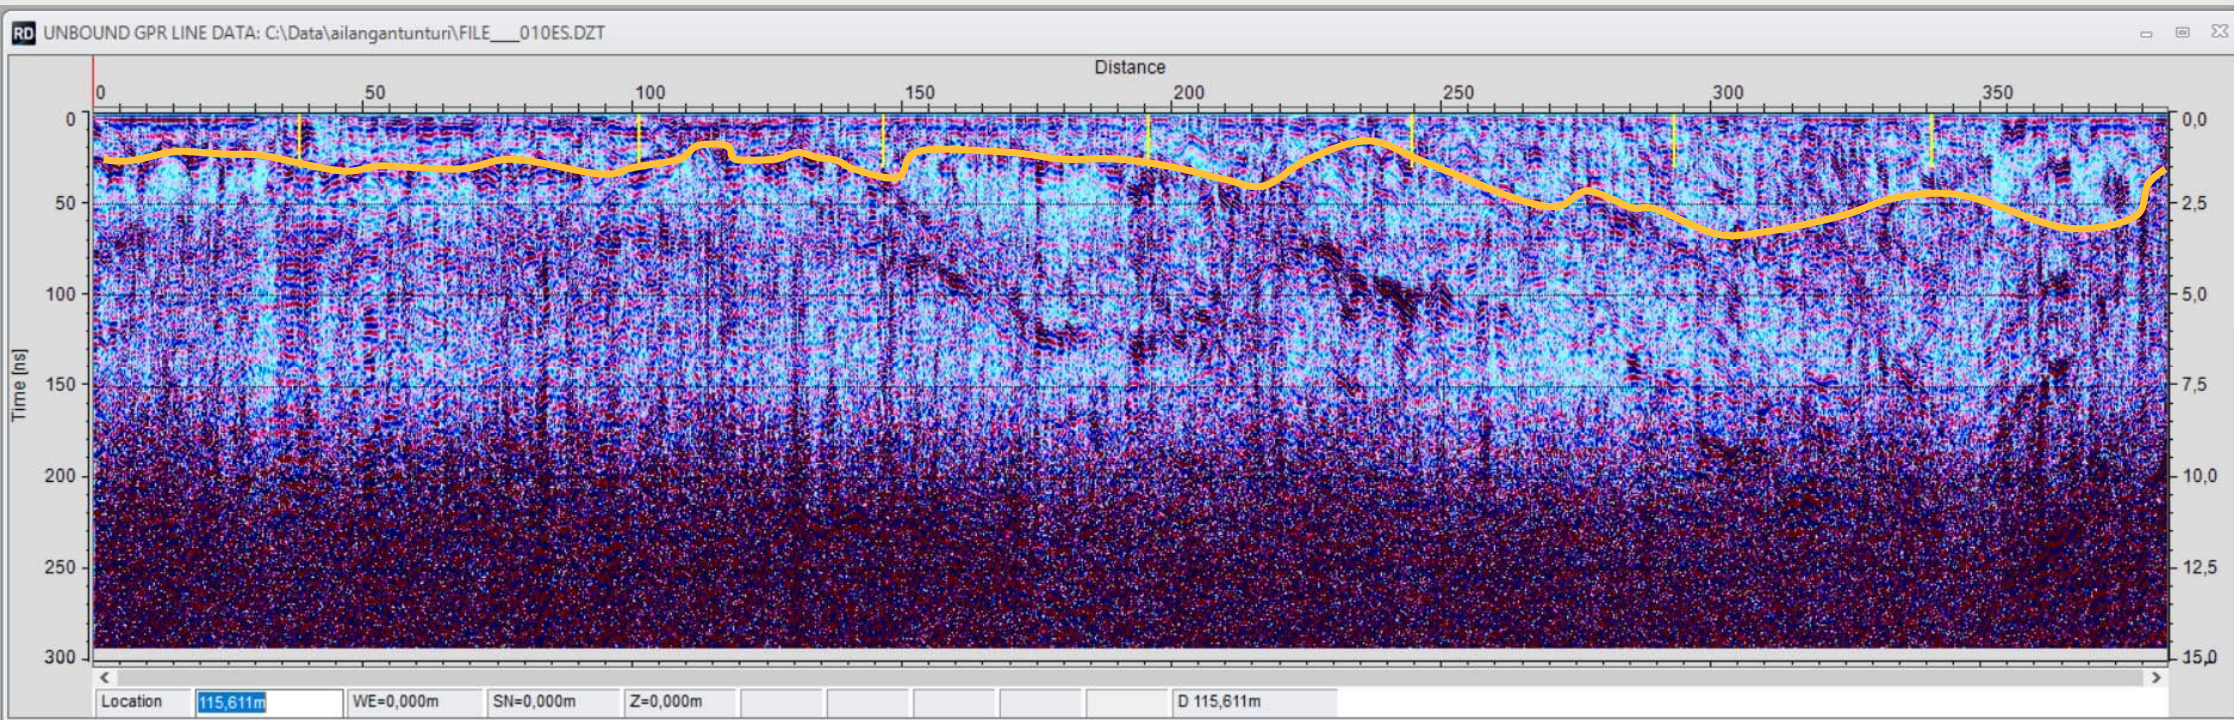 RD UNBOUND GPR LINE DATA: C:\Data\ailangantunturi\FILE___010ES.DZT
Distance
0 50 100 150 200 250 300 350
0 0,0
50 2,5
100 5,0
150 7,5
200 10,0
250 12,5
300 15,0
Time [ns]
Location 115,611m WE=0,000m SN=0,000m Z=0,000m D 115,611m